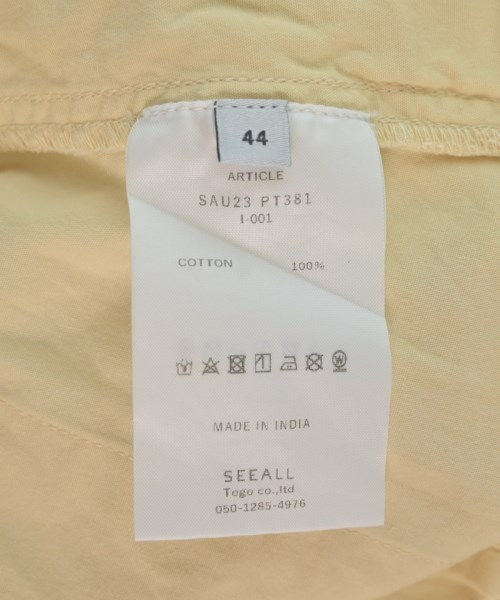 44
ARTICLE
SAU23 PT381
I-001
COTTON 100%
MADE IN INDIA
SEEALL
Togo co.,ltd
050-1285-4976